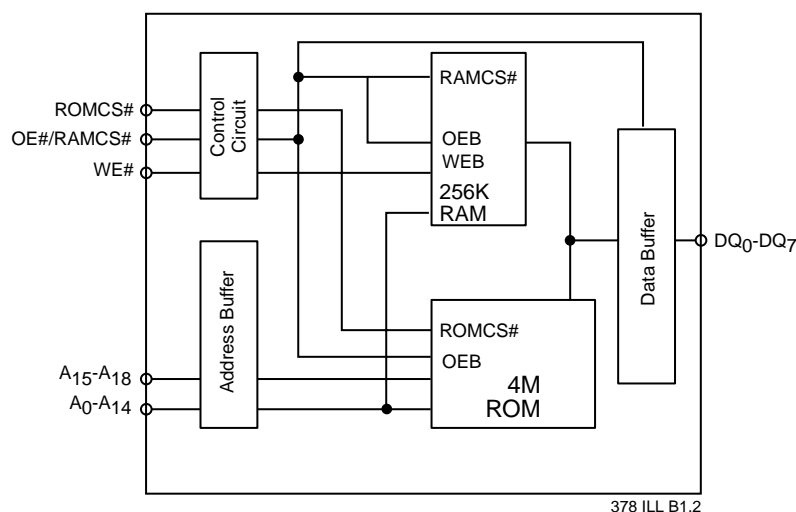 ROMCS#
OE#/RAMCS#
WE#
Control
Circuit
RAMCS#
OEB
WEB
256K
RAM
Data Buffer
DQ0-DQ7
Address Buffer
A15-A18
A0-A14
ROMCS#
OEB
4M
ROM
378 ILL B1.2